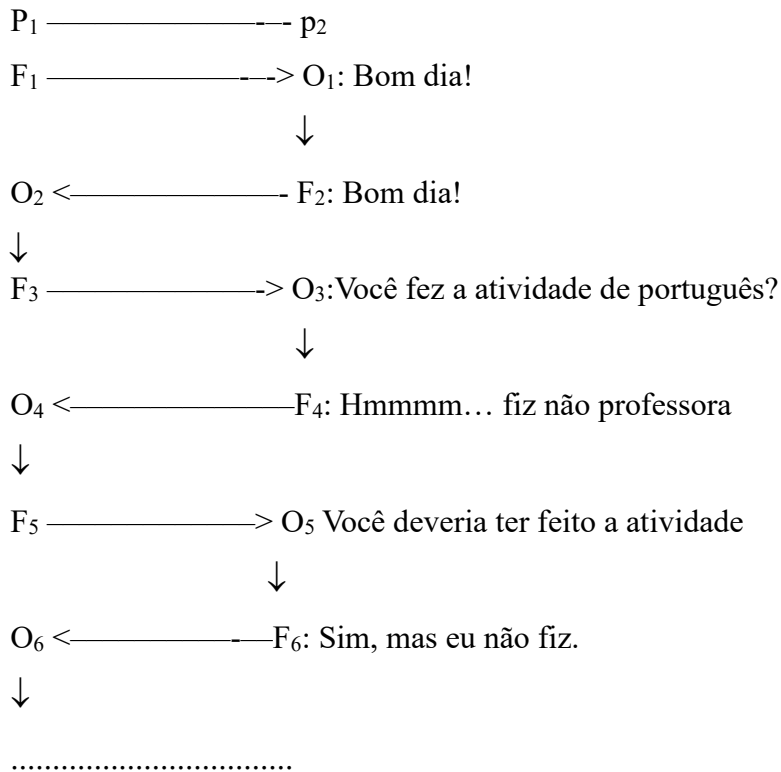 P₁ ———————-–- p₂
F₁ ———————-–-> O₁: Bom dia!
↓
O₂ <————————- F₂: Bom dia!
↓
F₃ ————————-> O₃:Você fez a atividade de português?
↓
O₄ <————————F₄: Hmmmm… fiz não professora
↓
F₅ ————————> O₅ Você deveria ter feito a atividade
↓
O₆ <——————-—F₆: Sim, mas eu não fiz.
↓
..................................